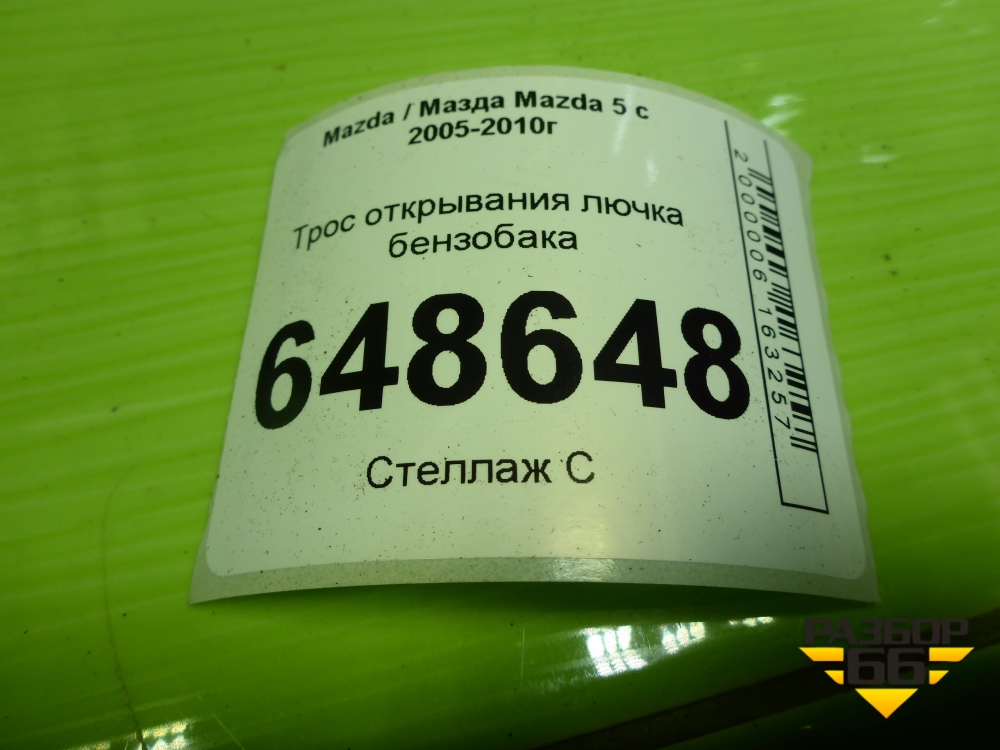 Mazda / Мазда Mazda 5 с
2005-2010г
Трос открывания лючка
бензобака
648648
Стеллаж С
2000006163257
РАЗБОР
66